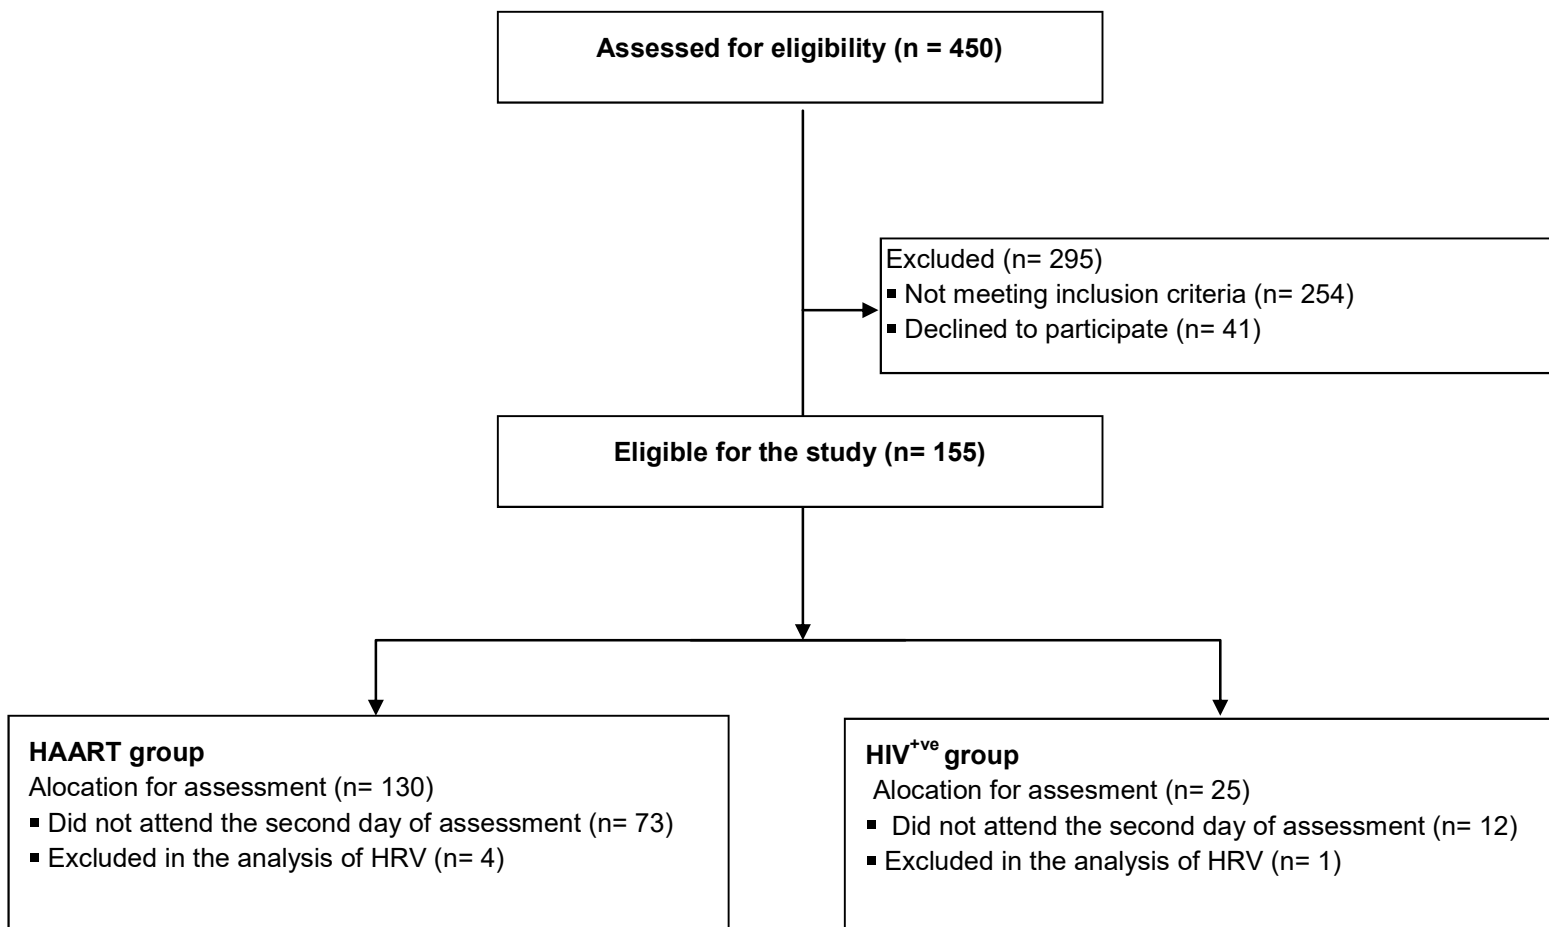 Assessed for eligibility (n = 450)
Excluded (n= 295)
▪ Not meeting inclusion criteria (n= 254)
▪ Declined to participate (n= 41)
Eligible for the study (n= 155)
HAART group
Alocation for assessment (n= 130)
▪ Did not attend the second day of assessment (n= 73)
▪ Excluded in the analysis of HRV (n= 4)
HIV+ve group
Alocation for assesment (n= 25)
▪ Did not attend the second day of assessment (n= 12)
▪ Excluded in the analysis of HRV (n= 1)